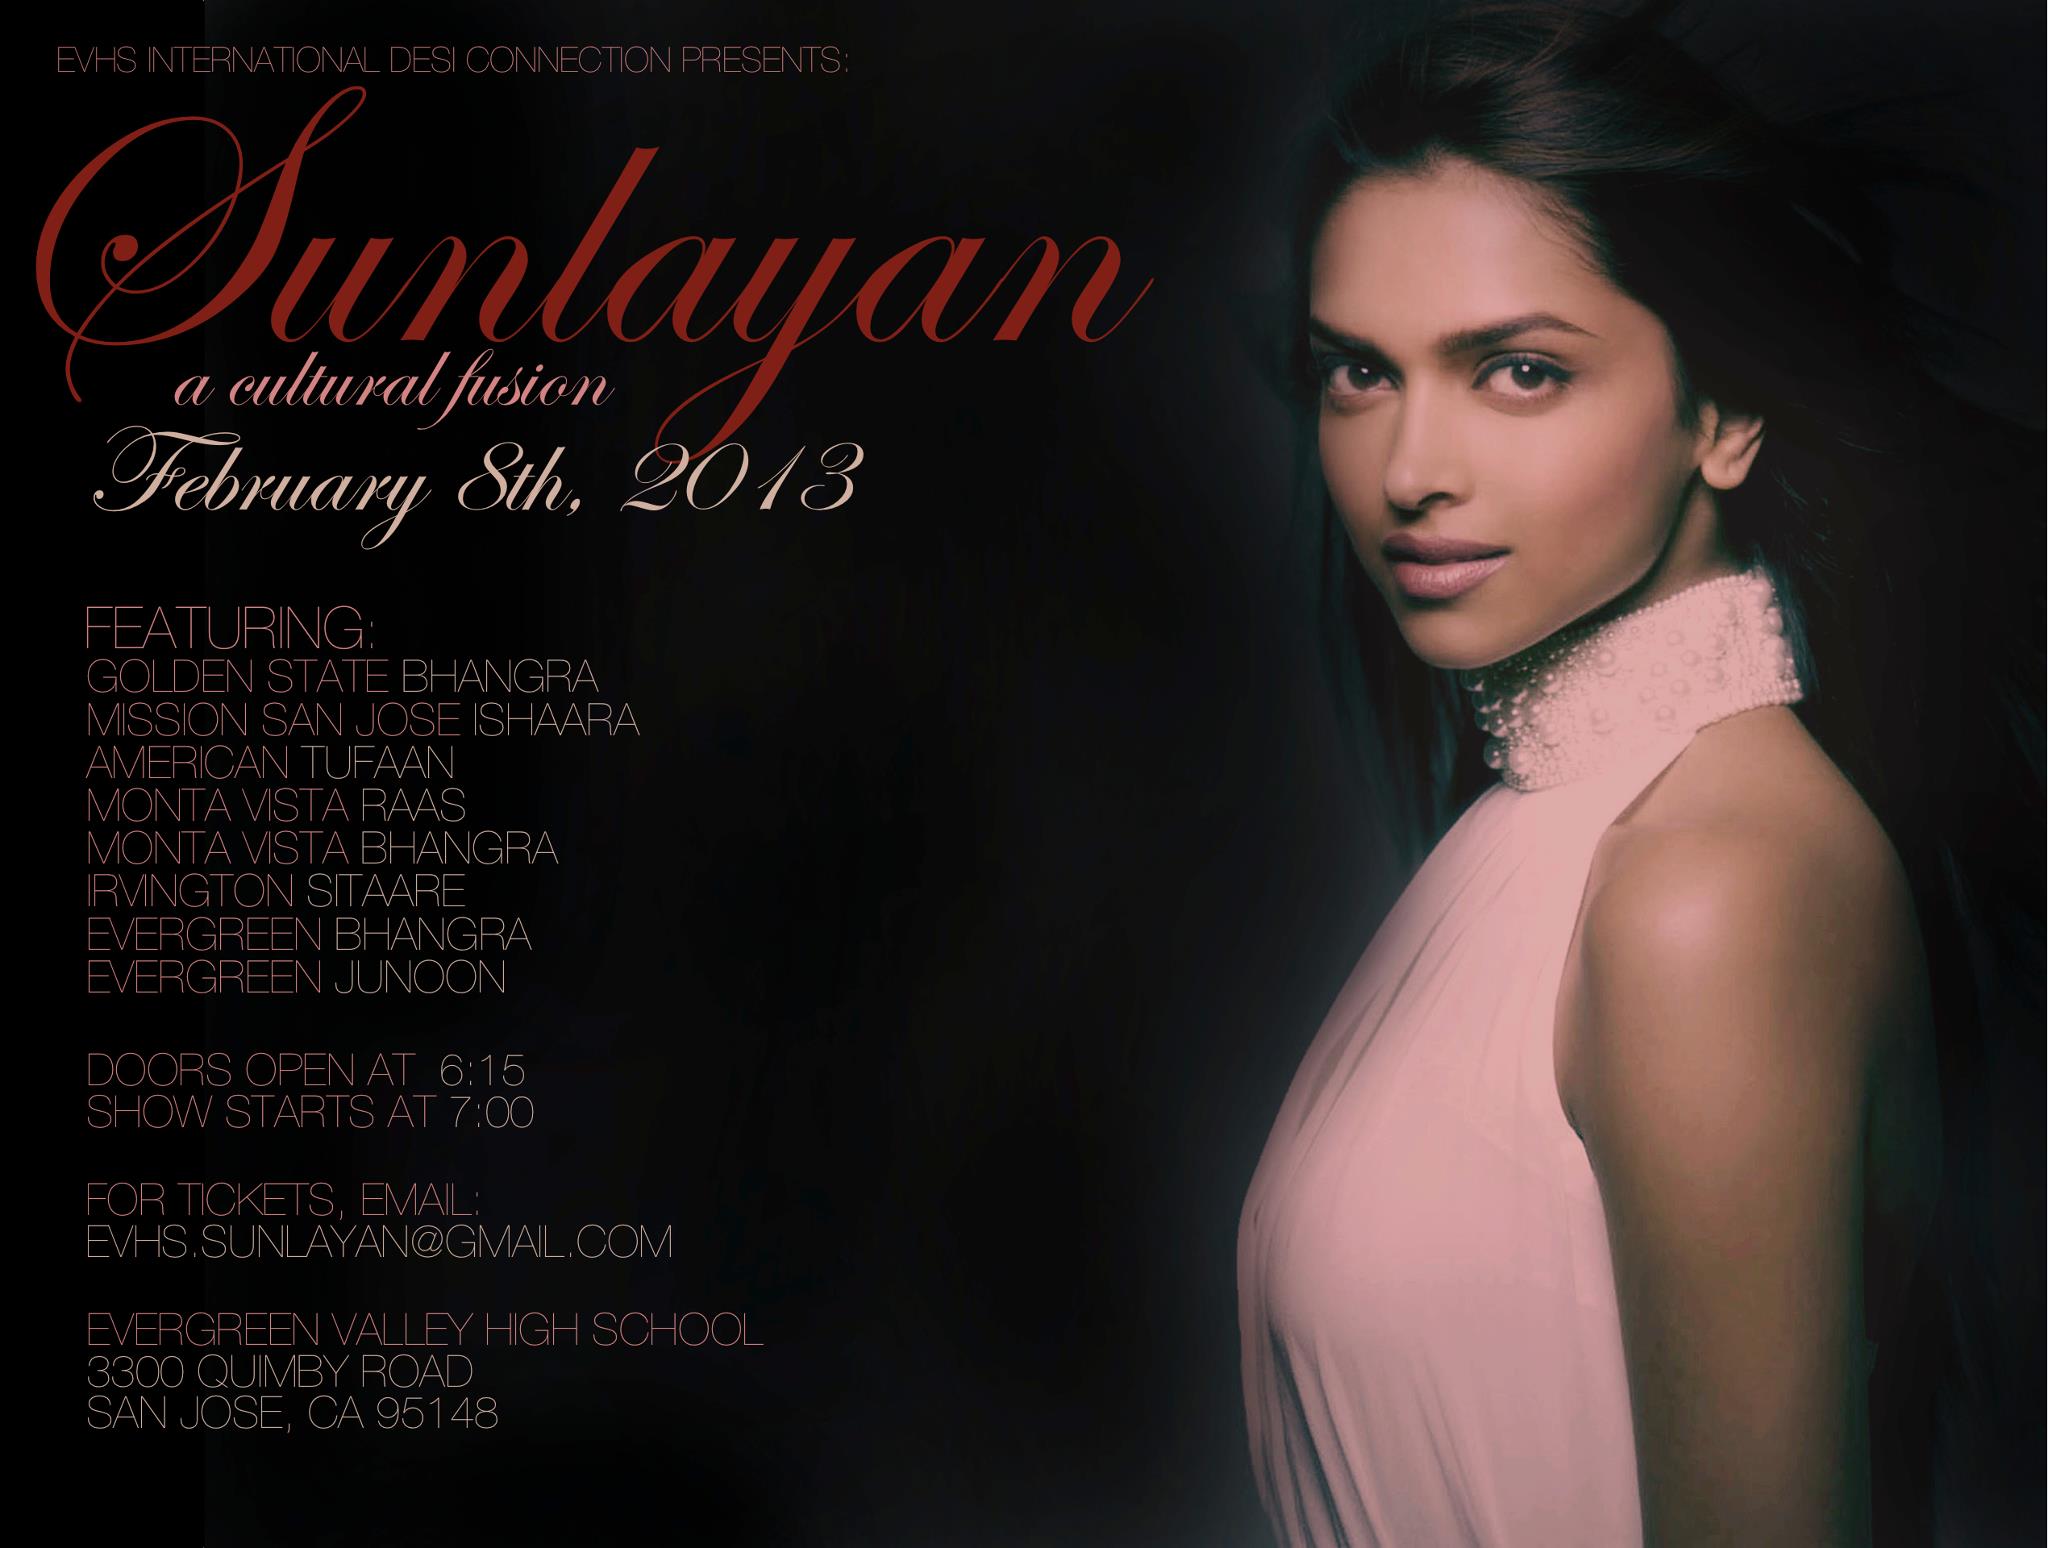 EVHS INTERNATIONAL DESI CONNECTION PRESENTS:
Sunlayan
a cultural fusion
February 8th, 2013
FEATURING:
GOLDEN STATE BHANGRA
MISSION SAN JOSE ISHAARA
AMERICAN TUFAAN
MONTA VISTA RAAS
MONTA VISTA BHANGRA
IRVINGTON SITAARE
EVERGREEN BHANGRA
EVERGREEN JUNOON
DOORS OPEN AT 6:15
SHOW STARTS AT 7:00
FOR TICKETS, EMAIL:
EVHS.SUNLAYAN@GMAIL.COM
EVERGREEN VALLEY HIGH SCHOOL
3300 QUIMBY ROAD
SAN JOSE, CA 95148